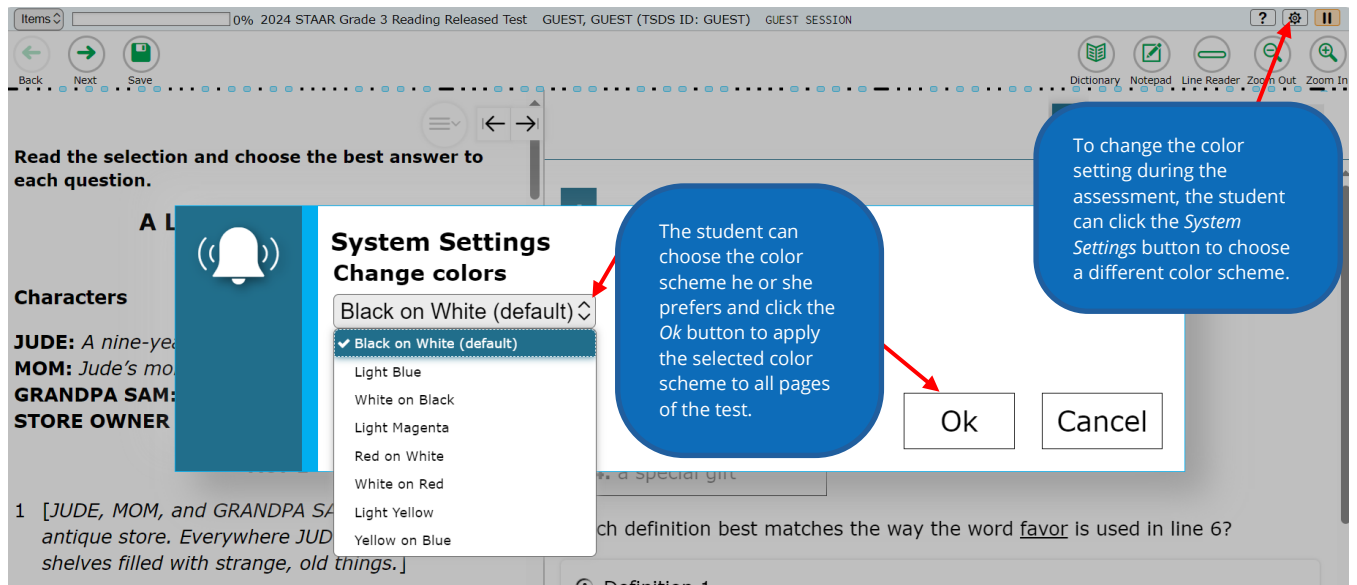 Items
0% 2024 STAAR Grade 3 Reading Released Test GUEST, GUEST (TSDS ID: GUEST) GUEST SESSION
?
Back Next Save
Dictionary Notepad Line Reader Zoom Out Zoom In
Read the selection and choose the best answer to
each question.
A L
Characters
JUDE: A nine-yea
MOM: Jude's mo
GRANDPA SAM:
STORE OWNER
1 [JUDE, MOM, and GRANDPA SA
antique store. Everywhere JUD
shelves filled with strange, old things.]
System Settings
Change colors
Black on White (default)
✔ Black on White (default)
Light Blue
White on Black
Light Magenta
Red on White
White on Red
Light Yellow
Yellow on Blue
The student can
choose the color
scheme he or she
prefers and click the
Ok button to apply
the selected color
scheme to all pages
of the test.
Ok
Cancel
To change the color
setting during the
assessment, the student
can click the System
Settings button to choose
a different color scheme.
4. a special gift
ch definition best matches the way the word favor is used in line 6?
Definition 1